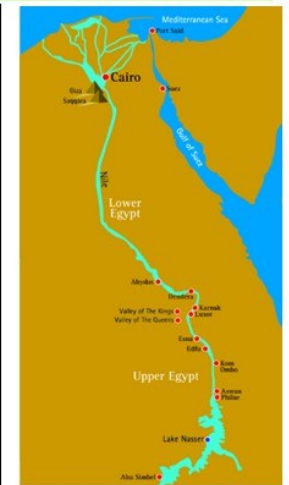 Mediterranean Sea
Port Said
Cairo
Giza
Saqqara
Suez
Gulf of Suez
Nile
Lower
Egypt
Abydos
Dendera
Valley of The Kings
Valley of The Queens
Karnak
Luxor
Esna
Edfu
Kom
Ombo
Upper Egypt
Aswan
Philae
Lake Nasser
Abu Simbel